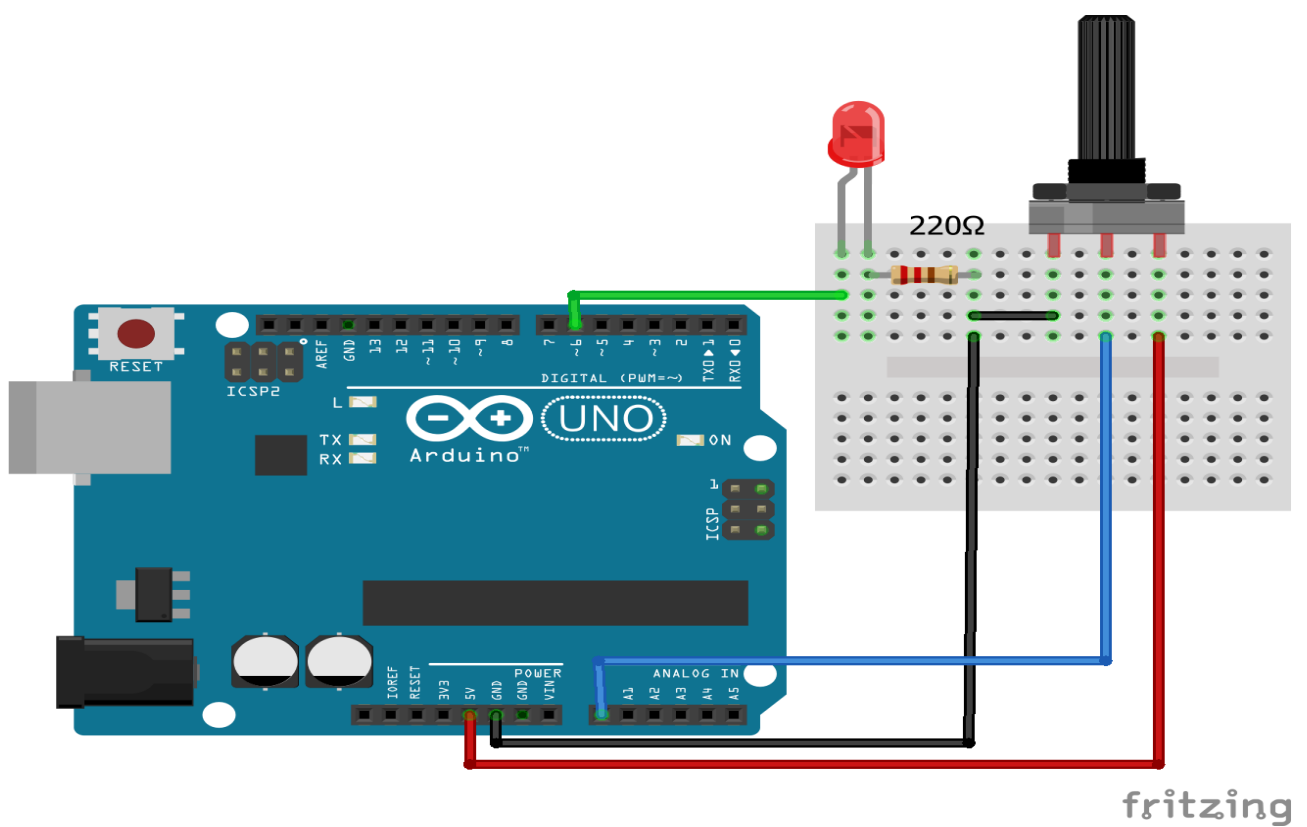 220Ω
RESET
ICSP2
AREF
GND
13
12
~11
~10
~9
8
7
~6
~5
4
~3
2
TX0▶1
RX0◀0
DIGITAL (PWM=~)
L
TX
RX
UNO
Arduino™
ON
1
ICSP
IOREF
RESET
3V3
5V
GND
GND
VIN
POWER
ANALOG IN
A1
A2
A3
A4
A5
fritzing